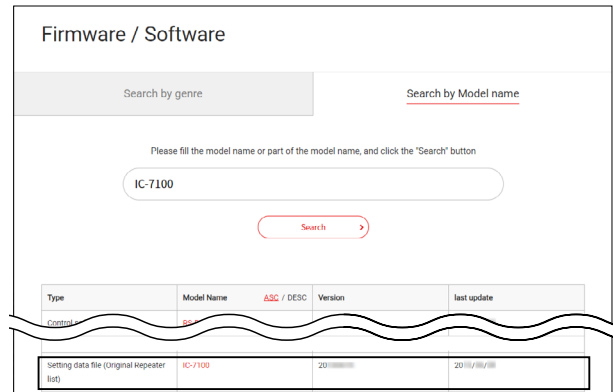 Firmware / Software
Search by genre
Search by Model name
Please fill the model name or part of the model name, and click the "Search" button
IC-7100
Search
Type Model Name ASC / DESC Version last update
Setting data file (Original Repeater IC-7100 20 20
list)